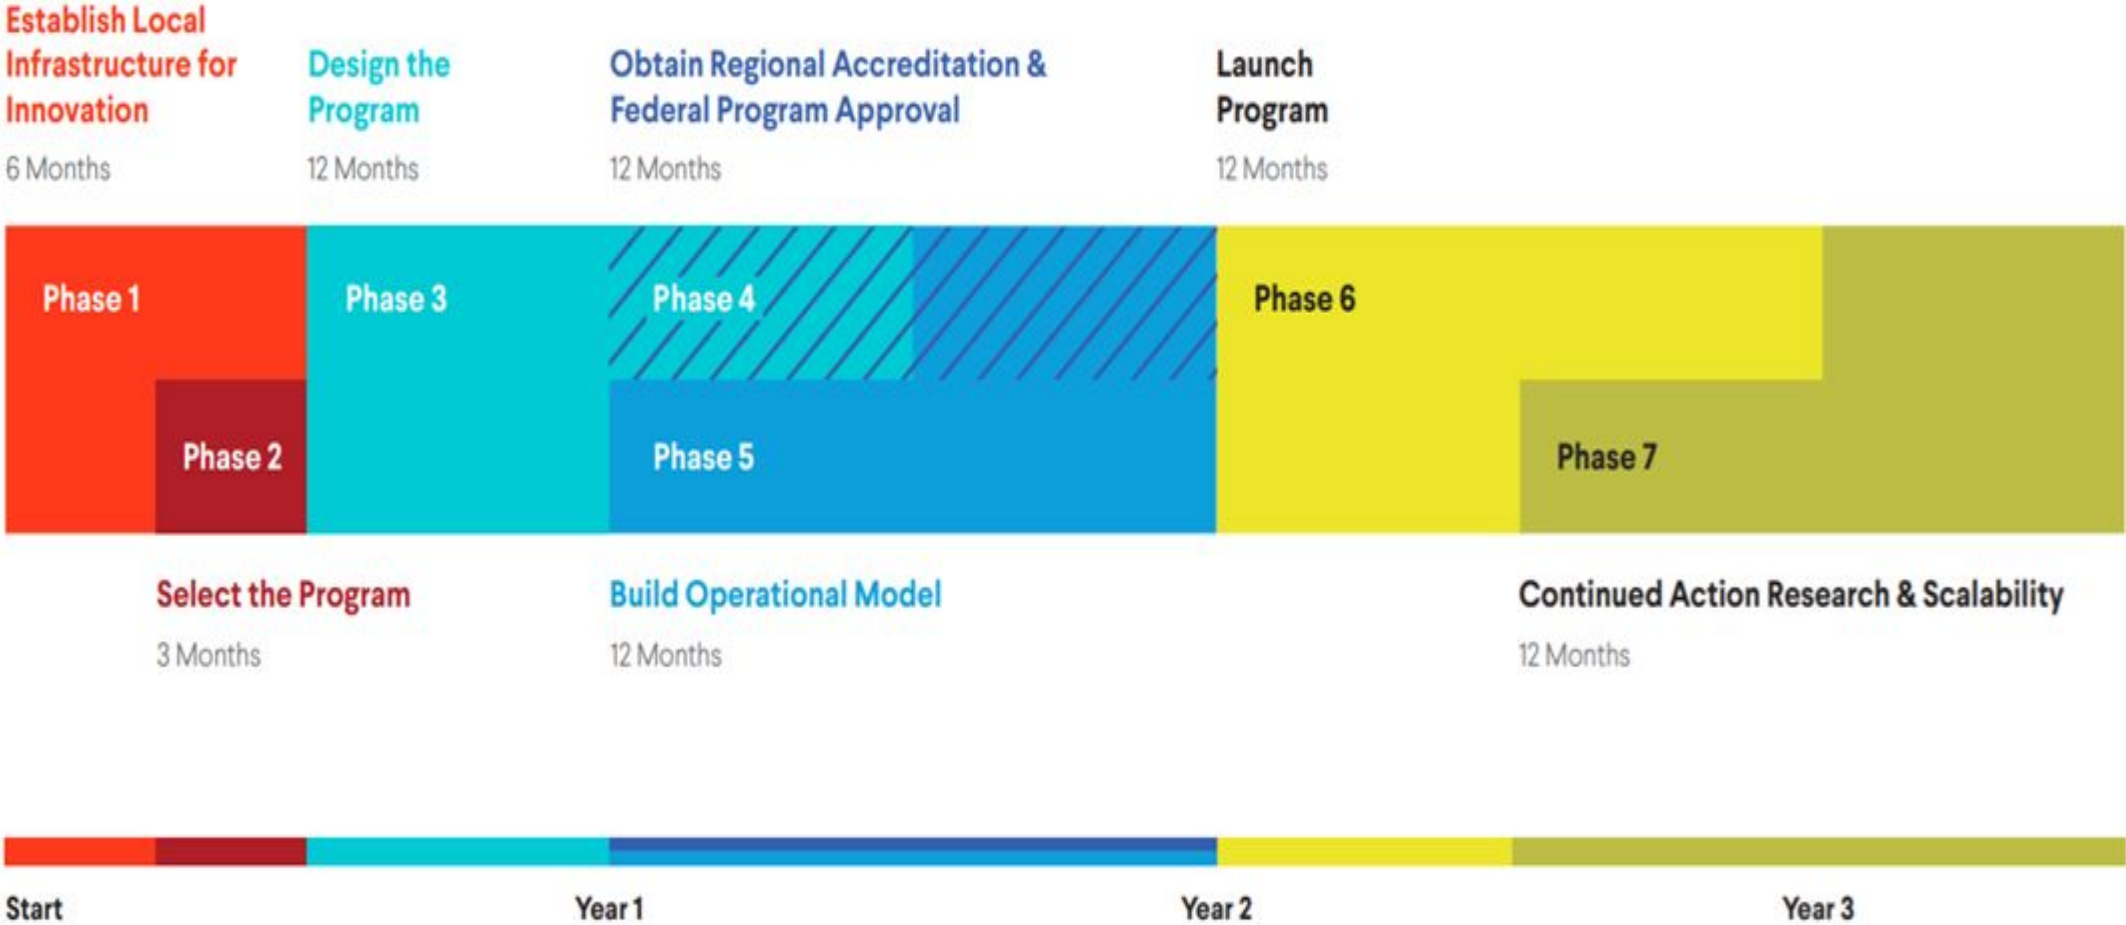 Establish Local
Infrastructure for
Innovation
6 Months
Design the
Program
12 Months
Obtain Regional Accreditation &
Federal Program Approval
12 Months
Launch
Program
12 Months
Phase 1
Phase 3
Phase 4
Phase 6
Phase 2
Phase 5
Phase 7
Select the Program
3 Months
Build Operational Model
12 Months
Continued Action Research & Scalability
12 Months
Start
Year 1
Year 2
Year 3